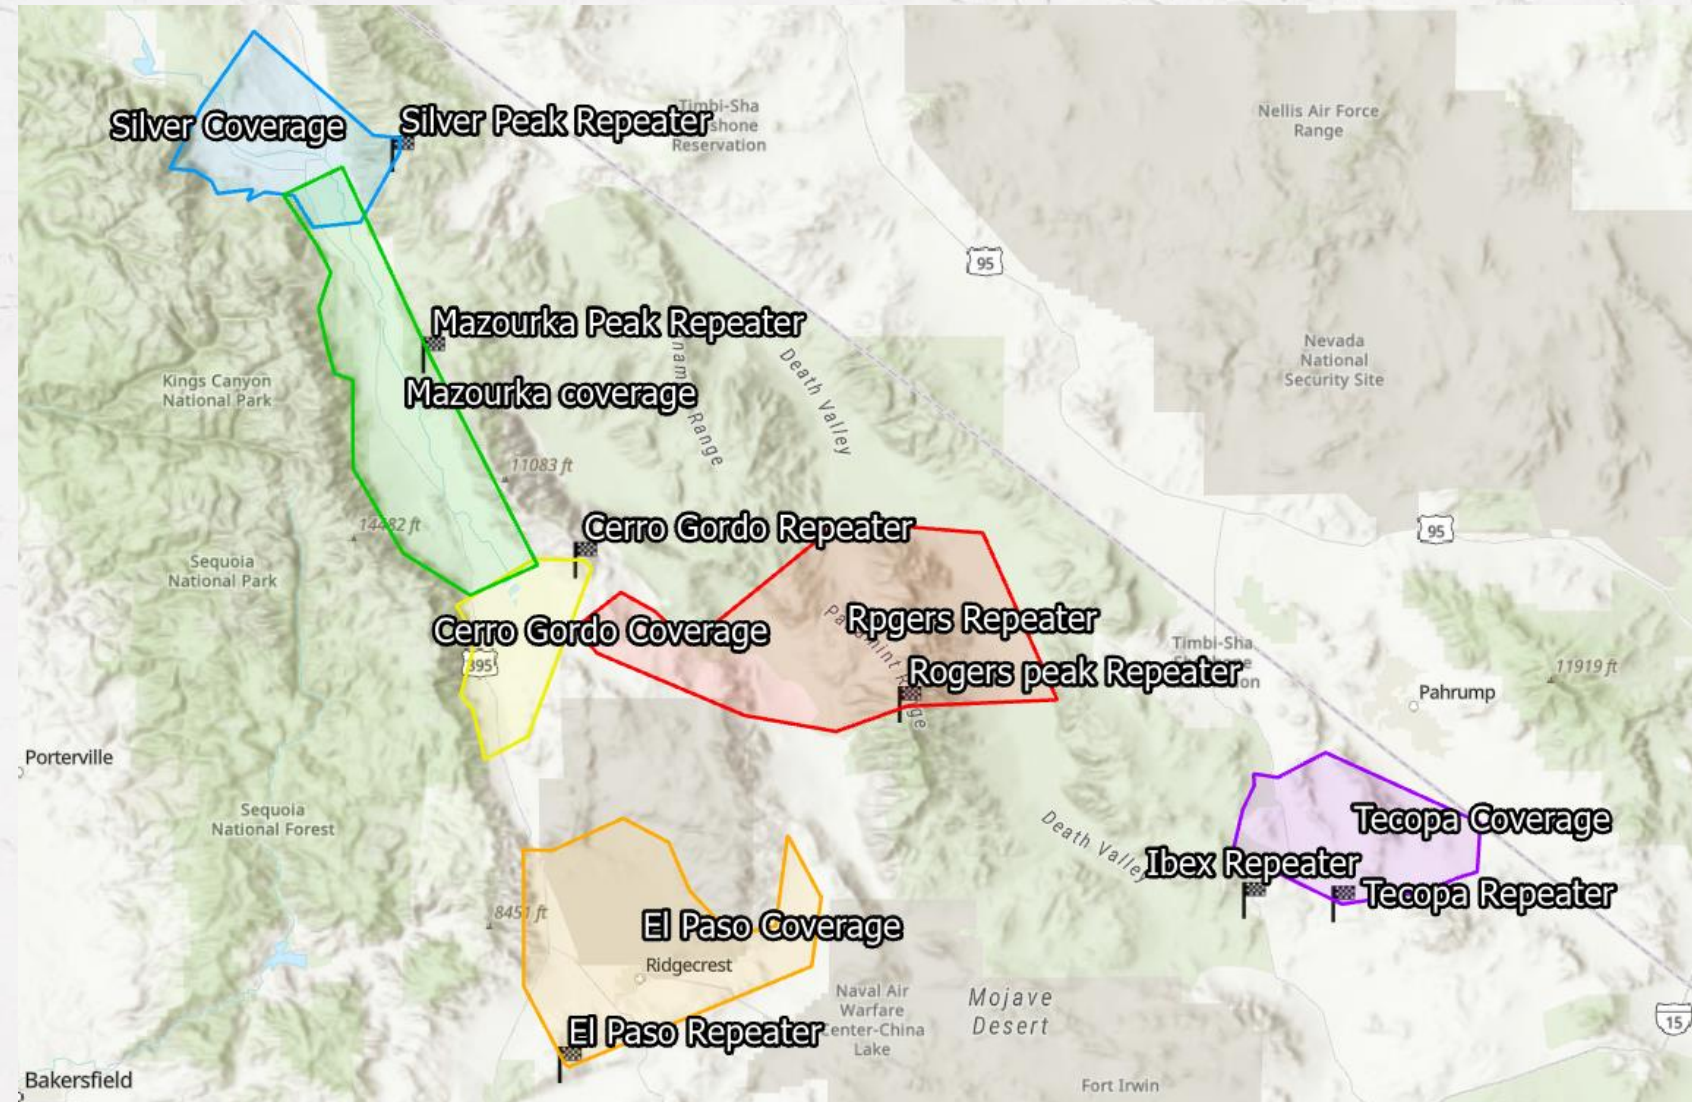 Silver Coverage
Silver Peak Repeater
Timbi-Sha
Shoshone
Reservation
Nellis Air Force
Range
95
Mazourka Peak Repeater
Nevada
National
Security Site
Kings Canyon
National Park
Mazourka coverage
Range
Death Valley
11083 ft
Cerro Gordo Repeater
14482 ft
95
Sequoia
National Park
Cerro Gordo Coverage
Rpgers Repeater
395
Timbi-Sha
Rogers peak Repeater
11919 ft
Pahrump
Porterville
Sequoia
National Forest
Tecopa Coverage
Death Valley
Ibex Repeater
Tecopa Repeater
8451 ft
El Paso Coverage
Ridgecrest
Naval Air
Warfare
Center-China
Lake
Mojave
Desert
15
El Paso Repeater
Bakersfield
Fort Irwin